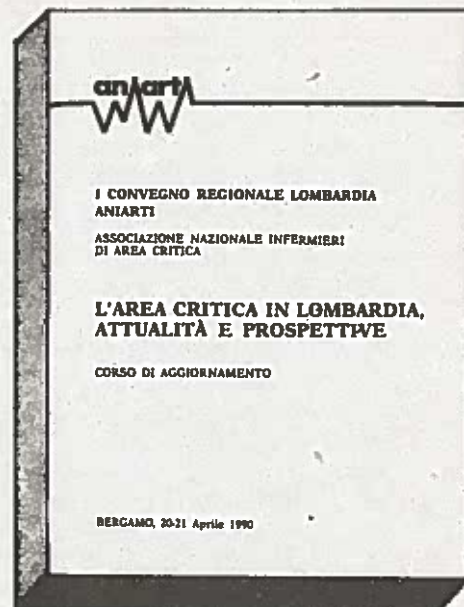 aniarti
I CONVEGNO REGIONALE LOMBARDIA
ANIARTI
ASSOCIAZIONE NAZIONALE INFERMIERI
DI AREA CRITICA
L'AREA CRITICA IN LOMBARDIA,
ATTUALITÀ E PROSPETTIVE
CORSO DI AGGIORNAMENTO
BERGAMO, 20-21 Aprile 1990